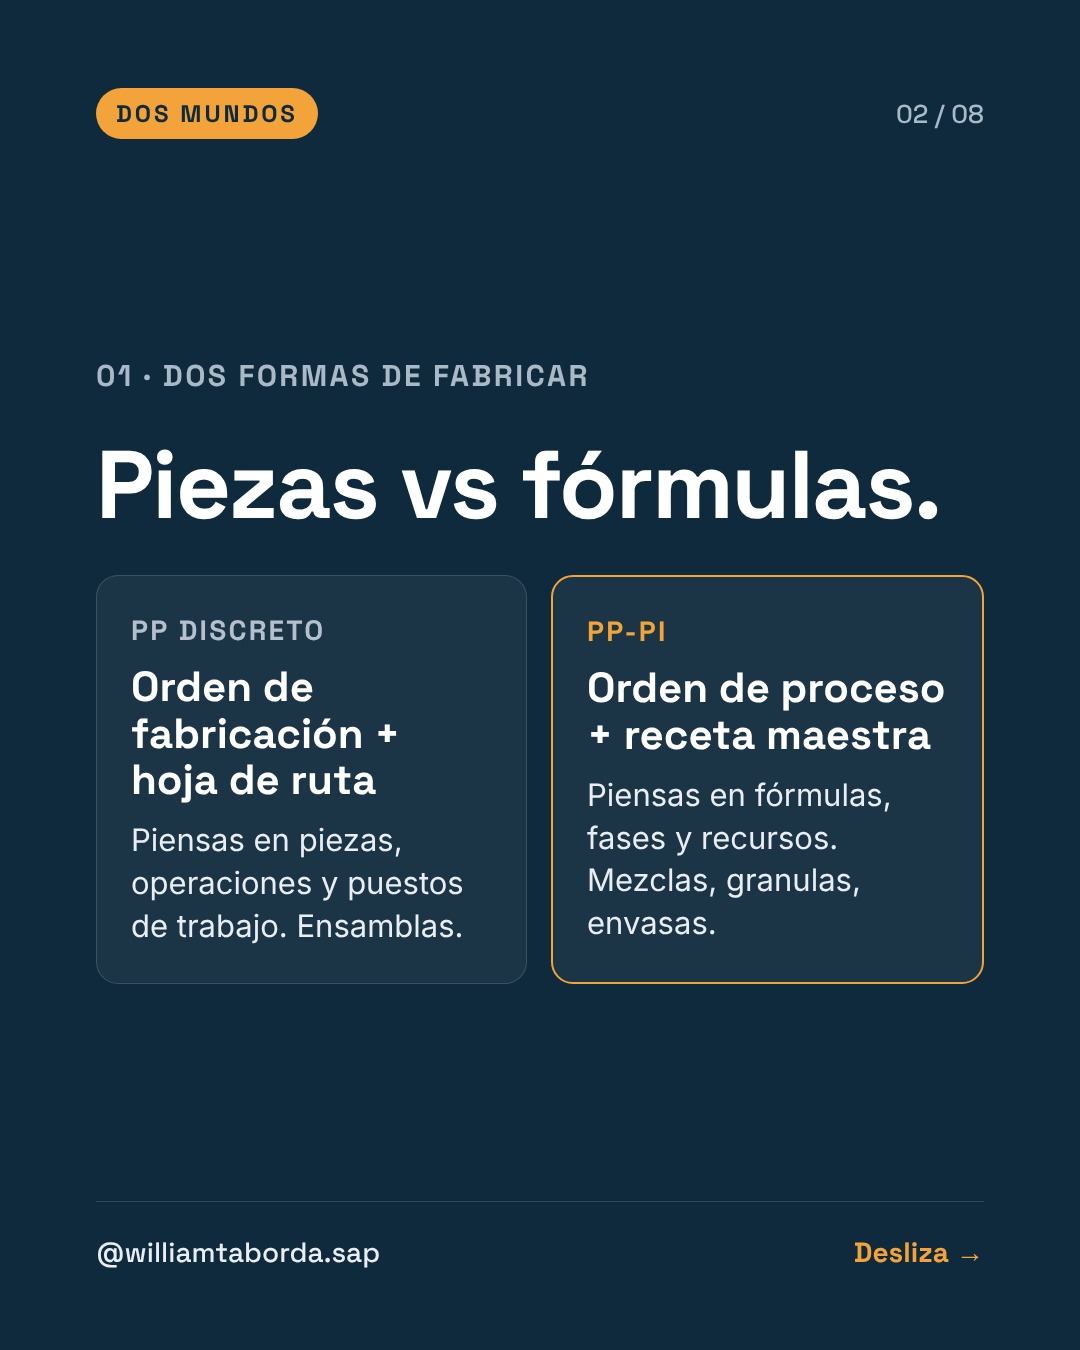 DOS MUNDOS
02 / 08
01 · DOS FORMAS DE FABRICAR
Piezas vs fórmulas.
PP DISCRETO
Orden de
fabricación +
hoja de ruta
Piensas en piezas,
operaciones y puestos
de trabajo. Ensamblas.
PP-PI
Orden de proceso
+ receta maestra
Piensas en fórmulas,
fases y recursos.
Mezclas, granulas,
envasas.
@williamtaborda.sap
Desliza →